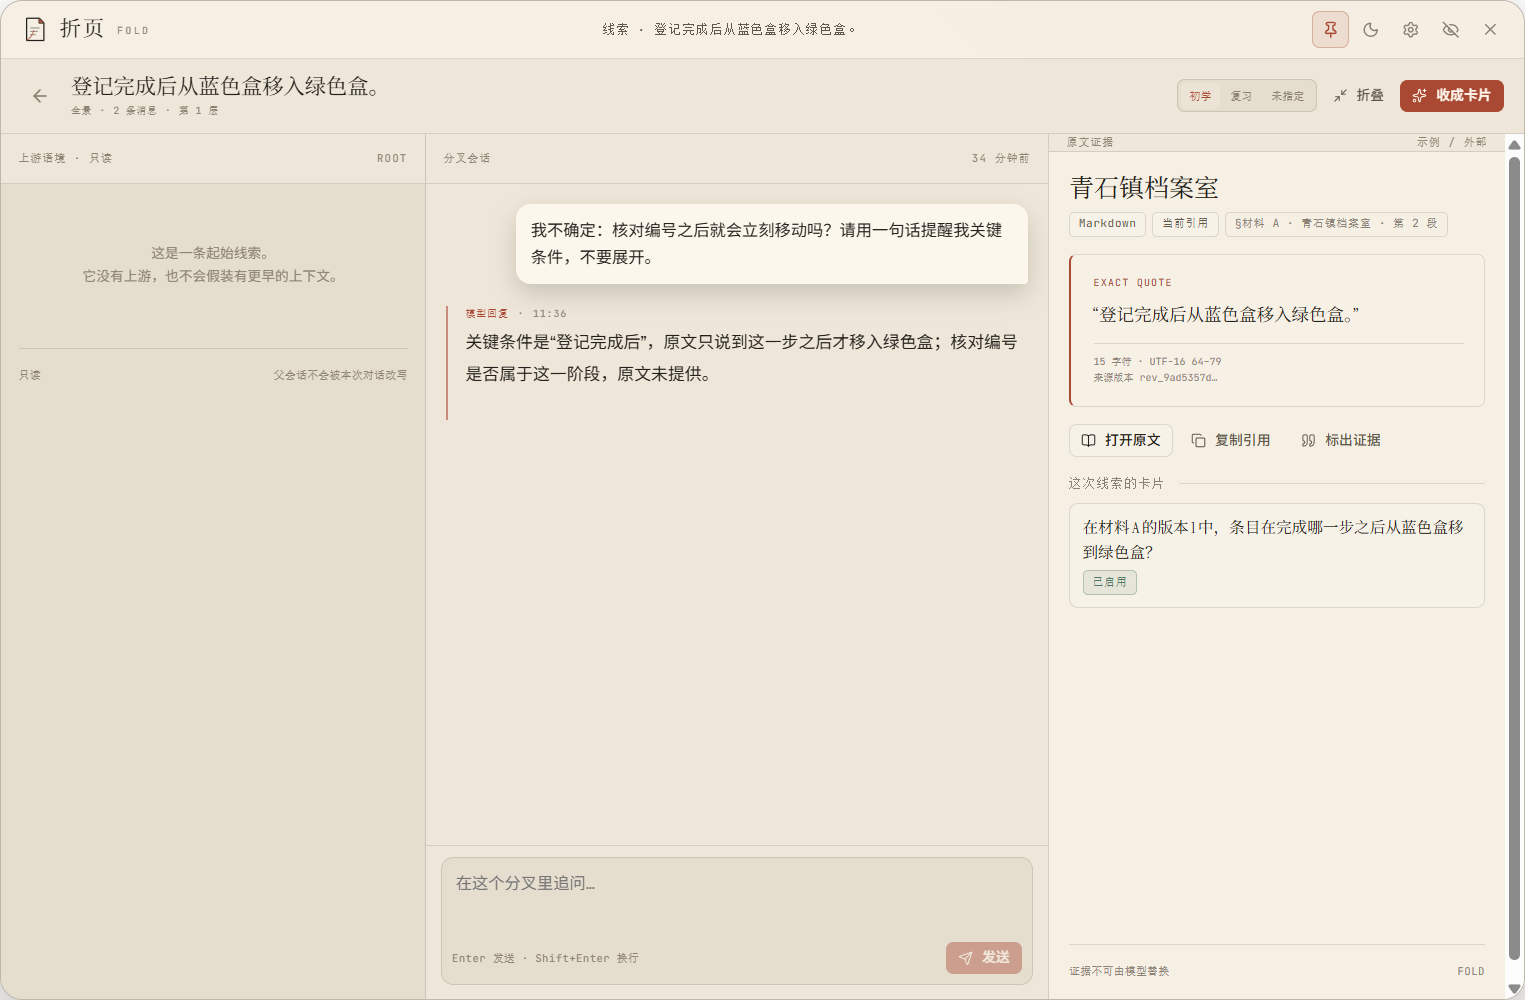 折页 FOLD
线索 · 登记完成后从蓝色盒移入绿色盒。
登记完成后从蓝色盒移入绿色盒。
全景 · 2 条消息 · 第 1 层
初学 复习 未指定
折叠
收成卡片
上游语境 · 只读 ROOT
这是一条起始线索。
它没有上游，也不会假装有更早的上下文。
只读 父会话不会被本次对话改写
分叉会话 34 分钟前
我不确定：核对编号之后就会立刻移动吗？请用一句话提醒我关键
条件，不要展开。
模型回复 · 11:36
关键条件是“登记完成后”，原文只说到这一步之后才移入绿色盒；核对编号
是否属于这一阶段，原文未提供。
在这个分叉里追问…
Enter 发送 · Shift+Enter 换行
发送
原文证据 示例 / 外部
青石镇档案室
Markdown 当前引用 §材料 A · 青石镇档案室 · 第 2 段
EXACT QUOTE
“登记完成后从蓝色盒移入绿色盒。”
15 字符 · UTF-16 64–79
来源版本 rev_9ad5357d…
打开原文 复制引用 标出证据
这次线索的卡片
在材料A的版本1中，条目在完成哪一步之后从蓝色盒移
到绿色盒？
已启用
证据不可由模型替换 FOLD